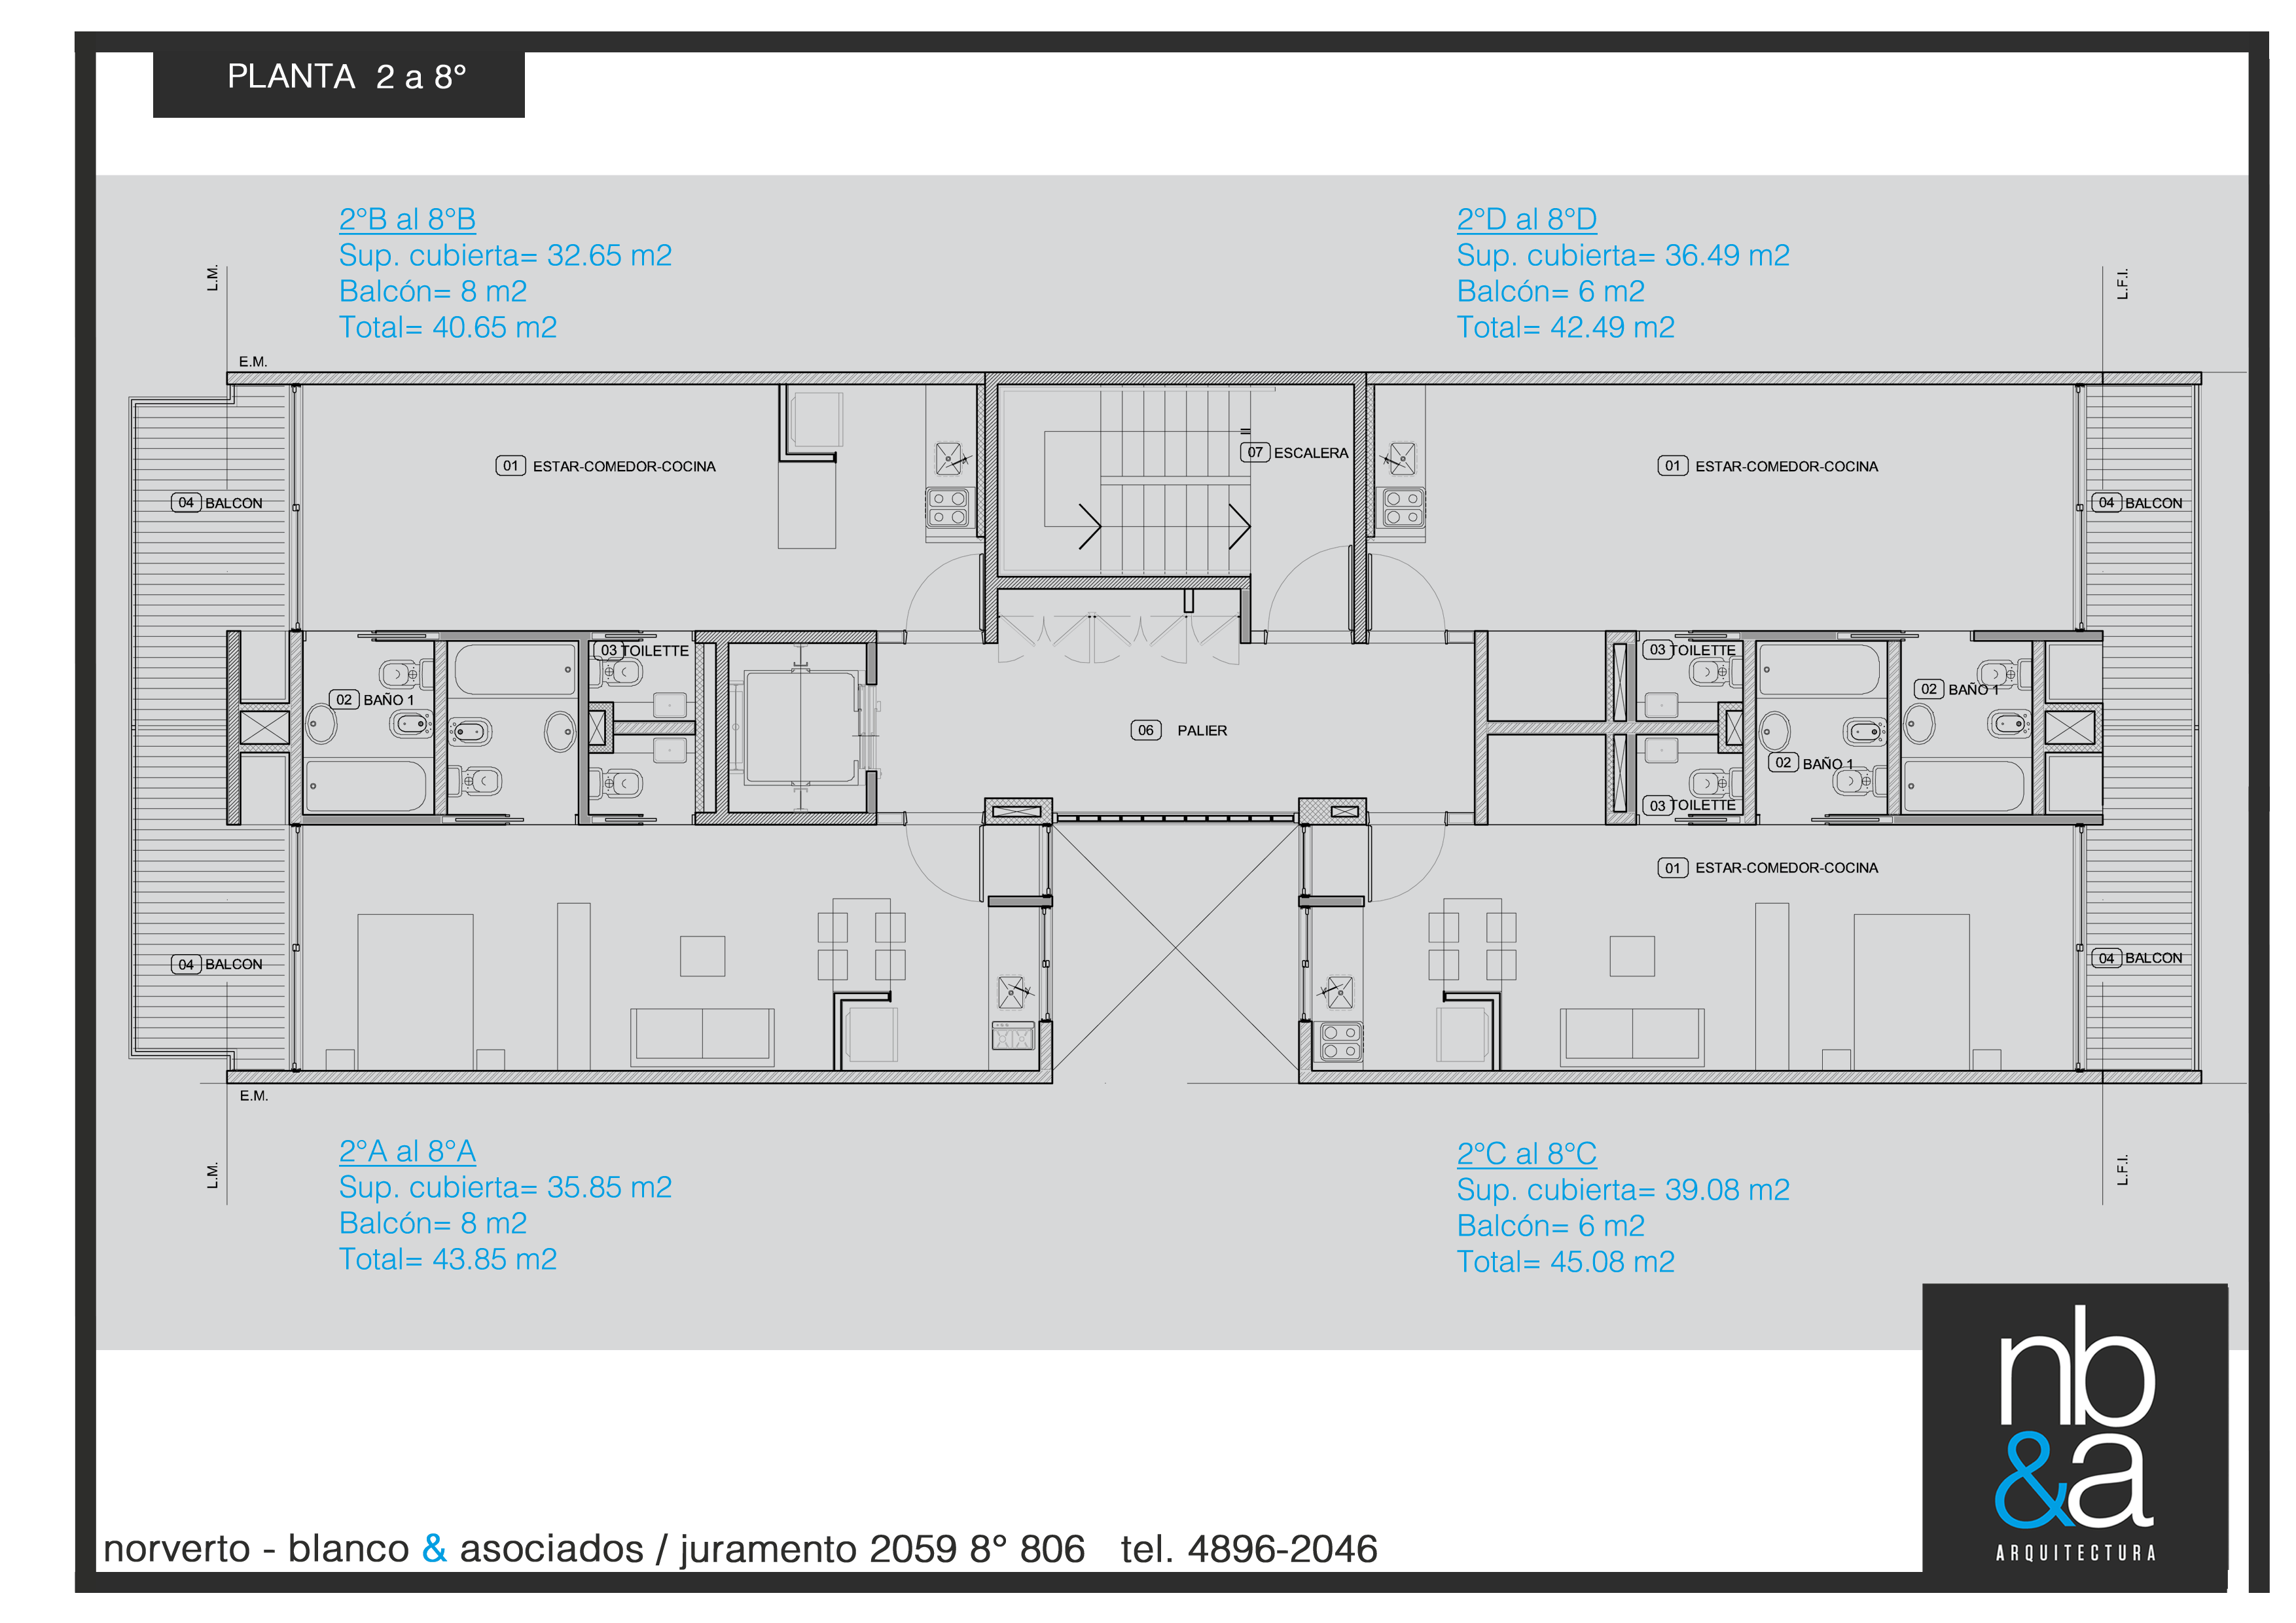 PLANTA 2 a 8°
2°B al 8°B
Sup. cubierta= 32.65 m2
Balcón= 8 m2
Total= 40.65 m2
2°D al 8°D
Sup. cubierta= 36.49 m2
Balcón= 6 m2
Total= 42.49 m2
L.M.
L.F.I.
E.M.
01 ESTAR-COMEDOR-COCINA
07 ESCALERA
01 ESTAR-COMEDOR-COCINA
04 BALCON
04 BALCON
03 TOILETTE
03 TOILETTE
02 BAÑO 1
02 BAÑO 1
06 PALIER
02 BAÑO 1
03 TOILETTE
01 ESTAR-COMEDOR-COCINA
04 BALCON
04 BALCON
E.M.
L.M.
L.F.I.
2°A al 8°A
Sup. cubierta= 35.85 m2
Balcón= 8 m2
Total= 43.85 m2
2°C al 8°C
Sup. cubierta= 39.08 m2
Balcón= 6 m2
Total= 45.08 m2
nb
&a
ARQUITECTURA
norverto - blanco & asociados / juramento 2059 8° 806 tel. 4896-2046